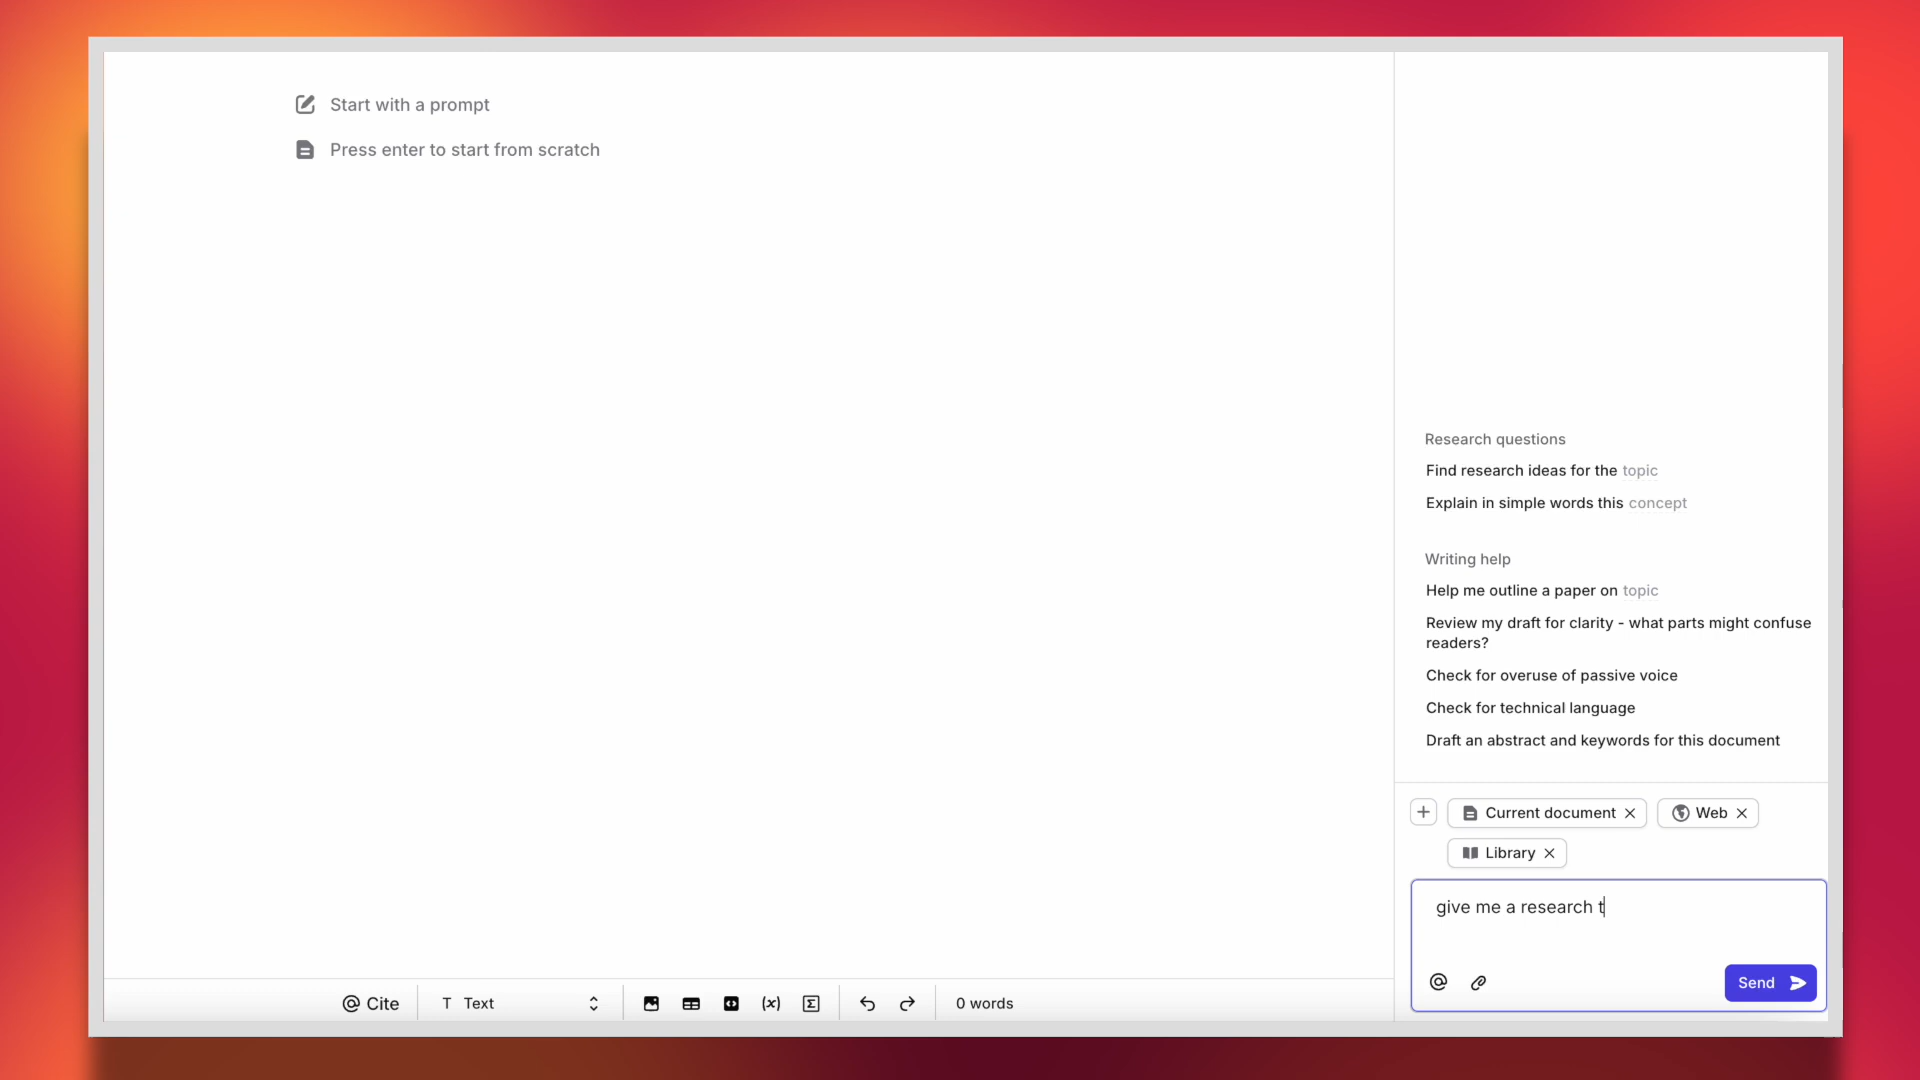 Start with a prompt
Press enter to start from scratch
Research questions
Find research ideas for the topic
Explain in simple words this concept
Writing help
Help me outline a paper on topic
Review my draft for clarity - what parts might confuse
readers?
Check for overuse of passive voice
Check for technical language
Draft an abstract and keywords for this document
Current document
Web
Library
give me a research t
Send
@ Cite
T Text
(x)
0 words